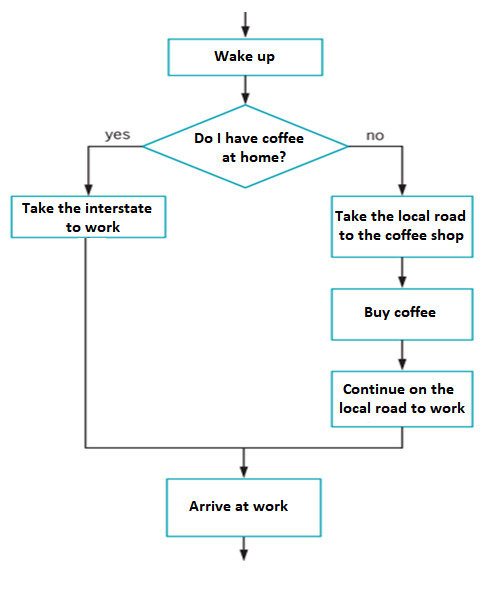 Wake up
Do I have coffee
at home?
yes
no
Take the interstate
to work
Take the local road
to the coffee shop
Buy coffee
Continue on the
local road to work
Arrive at work